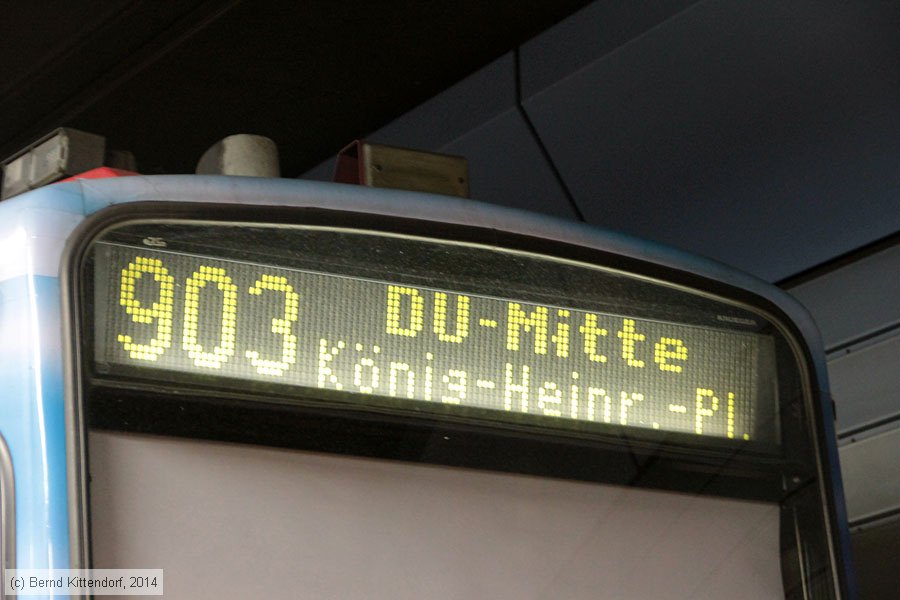 903 DU-Mitte
König-Heinr.-Pl.
(c) Bernd Kittendorf, 2014